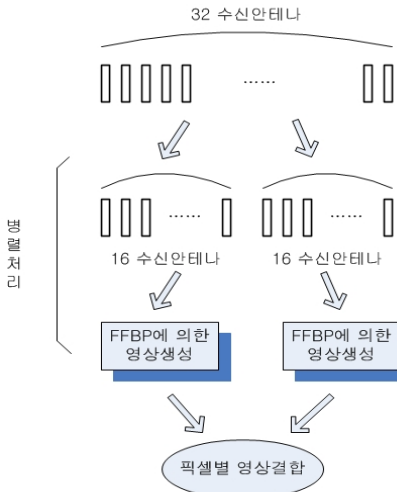 32 수신안테나
......
......
......
16 수신안테나
16 수신안테나
병렬처리
FFBP에 의한
영상생성
FFBP에 의한
영상생성
픽셀별 영상결합